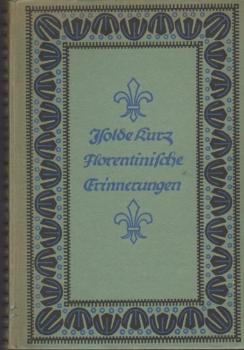 Isolde Kurz
Florentinische
Erinnerungen